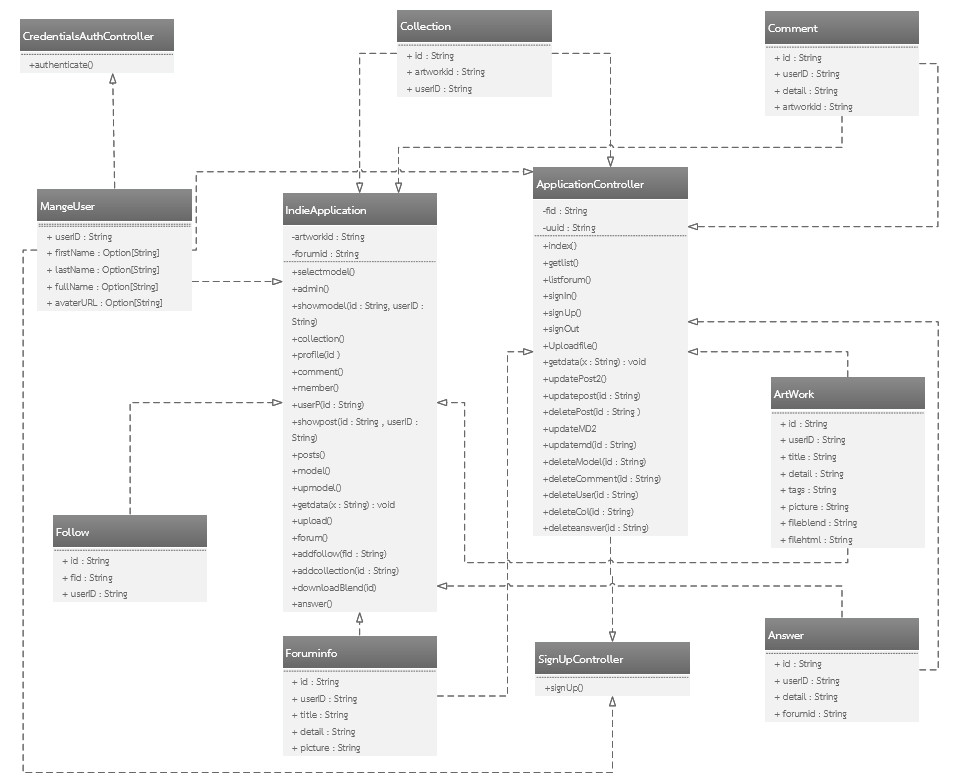 CredentialsAuthController
+authenticate()
Collection
+ id : String
+ artworkid : String
+ userID : String
Comment
+ id : String
+ userID : String
+ detail : String
+ artworkid : String
MangeUser
+ userID : String
+ firstName : Option[String]
+ lastName : Option[String]
+ fullName : Option[String]
+ avaterURL : Option[String]
IndieApplication
-artworkid : String
-forumid : String
+selectmodel()
+admin()
+showmodel(id : String, userID :
String)
+collection()
+profile(id )
+comment()
+member()
+userP(id : String)
+showpost(id : String , userID :
String)
+posts()
+model()
+upmodel()
+getdata(x : String) : void
+upload()
+forum()
+addfollow(fid : String)
+addcollection(id : String)
+downloadBlend(id)
+answer()
ApplicationController
-fid : String
-uuid : String
+index()
+getlist()
+listforum()
+signIn()
+signUp()
+signOut
+Uploadfile()
+getdata(x : String) : void
+updatePost2()
+updatepost(id : String)
+deletePost(id : String )
+updateMD2
+updatemd(id : String)
+deleteModel(id : String)
+deleteComment(id : String)
+deleteUser(id : String)
+deleteCol(id : String)
+deleteanswer(id : String)
ArtWork
+ id : String
+ userID : String
+ title : String
+ detail : String
+ tags : String
+ picture : String
+ fileblend : String
+ filehtml : String
Follow
+ id : String
+ fid : String
+ userID : String
Foruminfo
+ id : String
+ userID : String
+ title : String
+ detail : String
+ picture : String
SignUpController
+signUp()
Answer
+ id : String
+ userID : String
+ detail : String
+ forumid : String